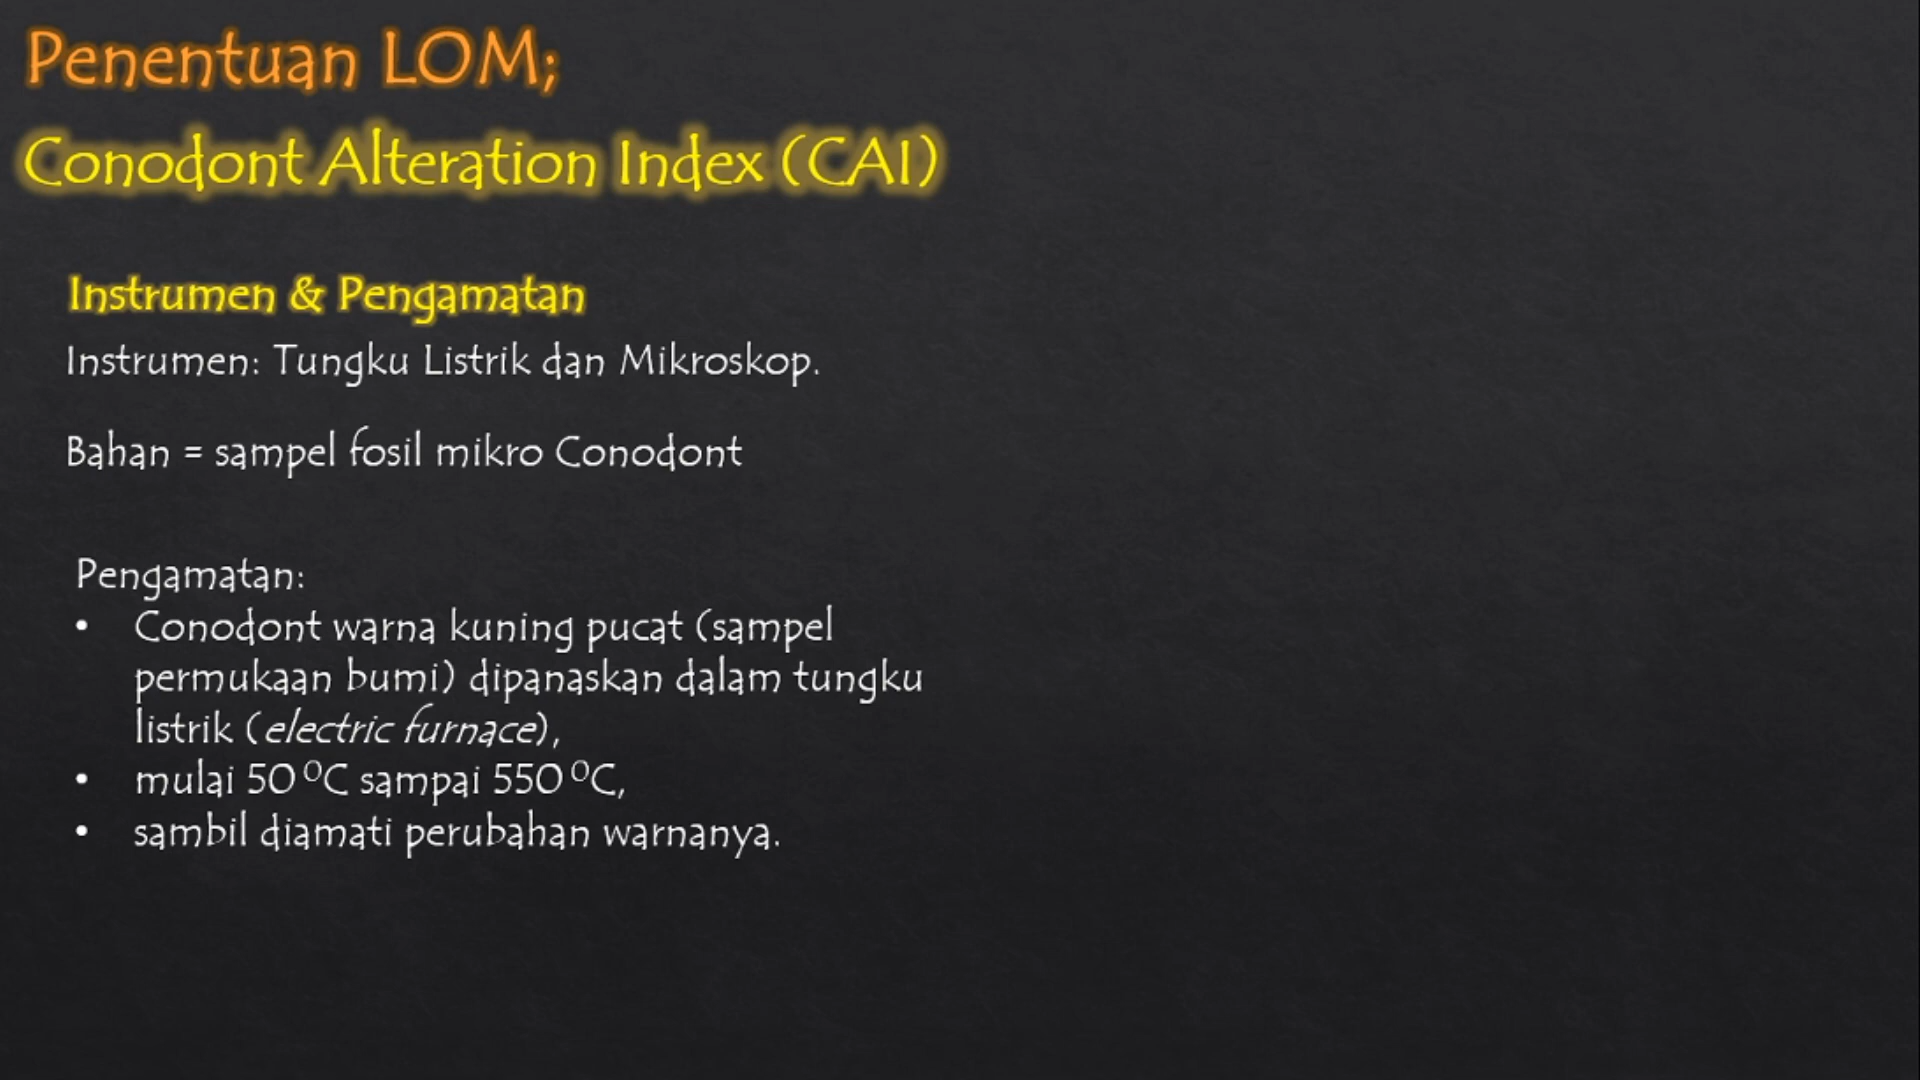 Penentuan LOM;
Conodont Alteration Index (CAI)
Instrumen & Pengamatan
Instrumen: Tungku Listrik dan Mikroskop.
Bahan = sampel fosil mikro Conodont
Pengamatan:
• Conodont warna kuning pucat (sampel
permukaan bumi) dipanaskan dalam tungku
listrik (electric furnace),
• mulai 50 ⁰C sampai 550 ⁰C,
• sambil diamati perubahan warnanya.